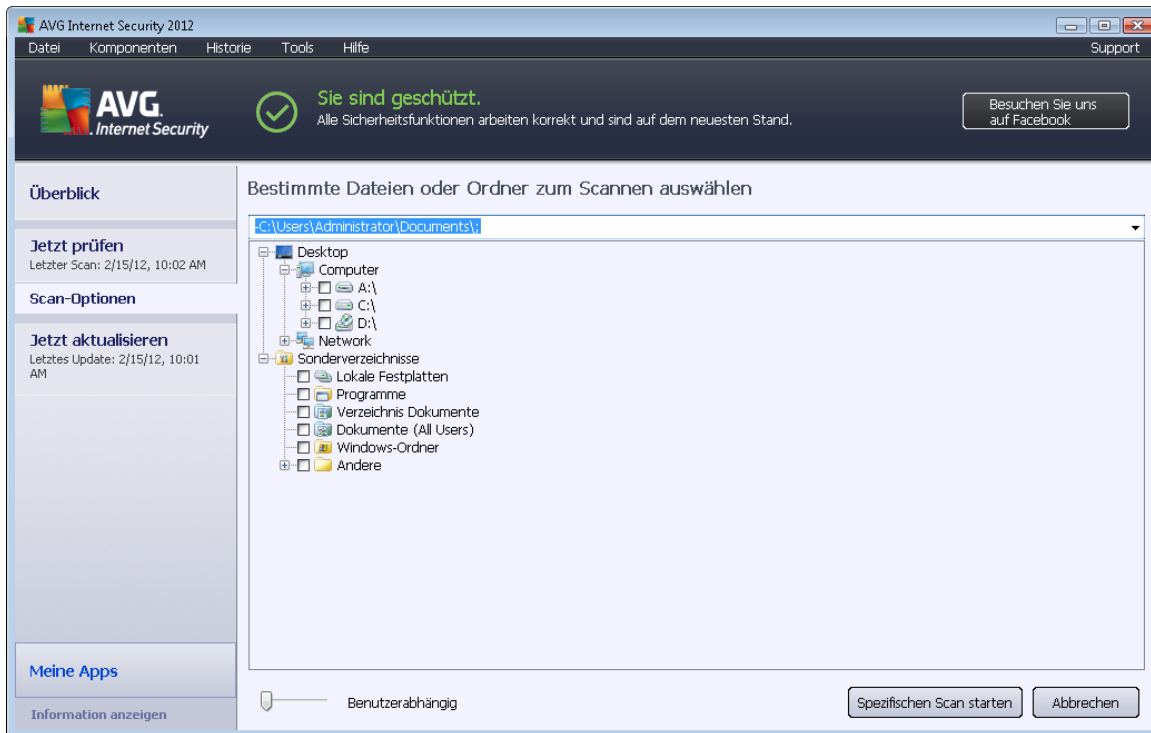 AVG Internet Security 2012
Datei Komponenten Historie Tools Hilfe Support
AVG.
Internet Security
Sie sind geschützt.
Alle Sicherheitsfunktionen arbeiten korrekt und sind auf dem neuesten Stand.
Besuchen Sie uns
auf Facebook
Überblick
Jetzt prüfen
Letzter Scan: 2/15/12, 10:02 AM
Scan-Optionen
Jetzt aktualisieren
Letztes Update: 2/15/12, 10:01
AM
Meine Apps
Information anzeigen
Bestimmte Dateien oder Ordner zum Scannen auswählen
-C:\Users\Administrator\Documents\;
Desktop
Computer
A:\
C:\
D:\
Network
Sonderverzeichnisse
Lokale Festplatten
Programme
Verzeichnis Dokumente
Dokumente (All Users)
Windows-Ordner
Andere
Benutzerabhängig
Spezifischen Scan starten
Abbrechen